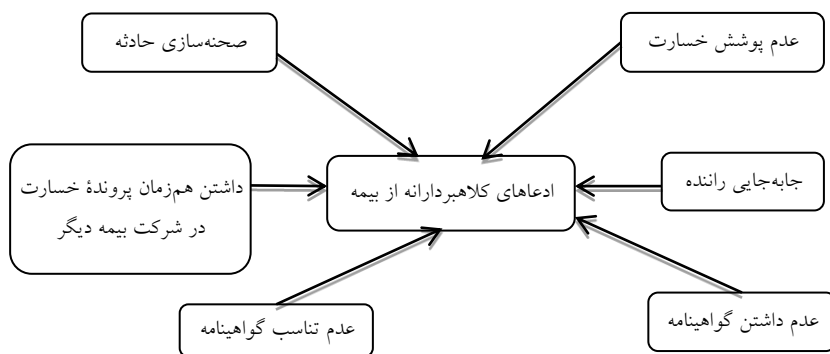 عدم پوشش خسارت
صحنه‌سازی حادثه
جابه‌جایی راننده
ادعاهای کلاهبردارانه از بیمه
داشتن هم‌زمان پروندۀ خسارت
در شرکت بیمه دیگر
عدم داشتن گواهینامه
عدم تناسب گواهینامه